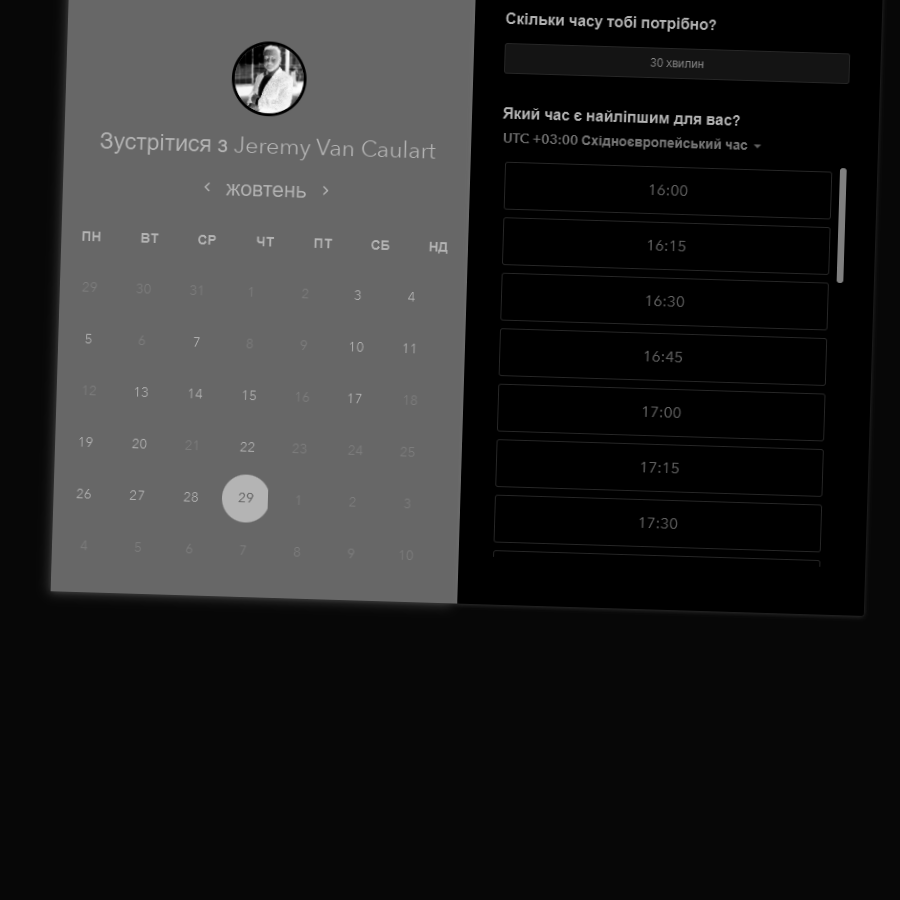 Зустрітися з Jeremy Van Caulart
жовтень
ПН ВТ СР ЧТ ПТ СБ НД
29 30 31 1 2 3 4
5 6 7 8 9 10 11
12 13 14 15 16 17 18
19 20 21 22 23 24 25
26 27 28 29 1 2 3
4 5 6 7 8 9 10
Скільки часу тобі потрібно?
30 хвилин
Який час є найліпшим для вас?
UTC +03:00 Східноєвропейський час
16:00
16:15
16:30
16:45
17:00
17:15
17:30